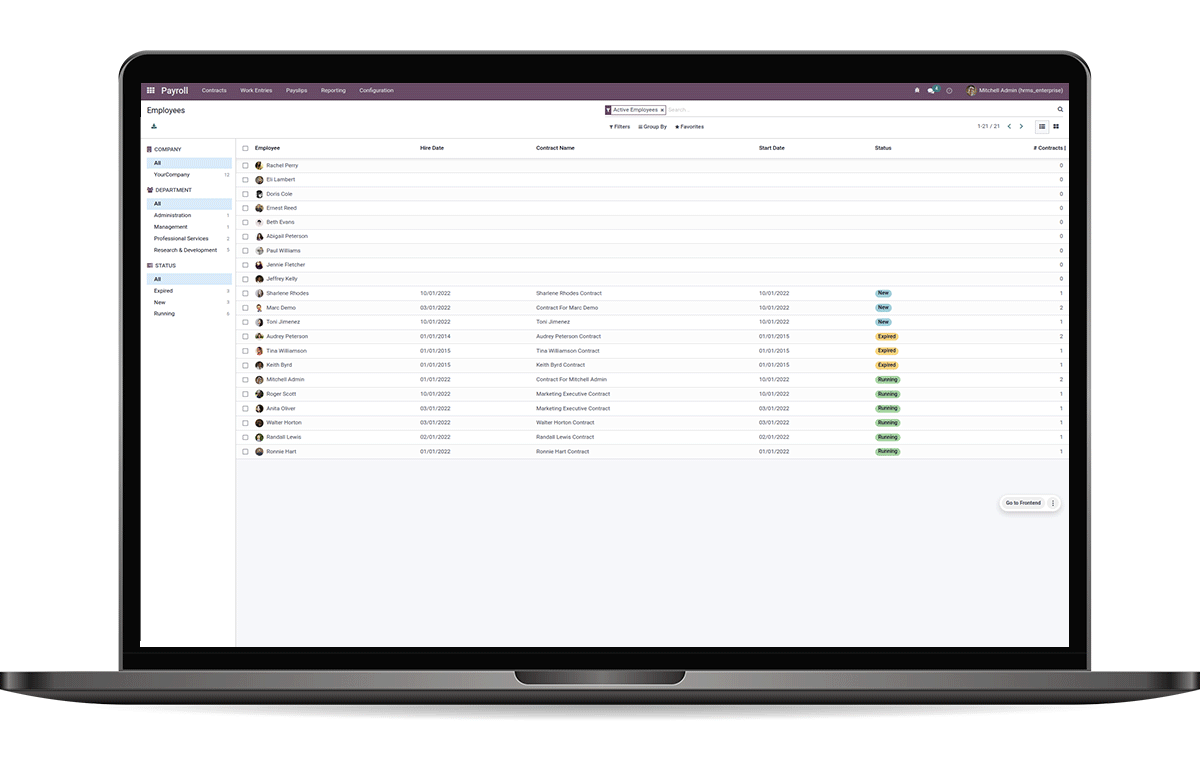 Payroll Contracts Work Entries Payslips Reporting Configuration Mitchell Admin (hrms_enterprise)
Employees Active Employees × Search...
Filters Group By Favorites 1-21 / 21
COMPANY
All
YourCompany
DEPARTMENT
All
Administration 1
Management 1
Professional Services 2
Research & Development 5
STATUS
All
Expired 3
New 3
Running 6
Employee Hire Date Contract Name Start Date Status # Contracts
Rachel Perry 0
Eli Lambert 0
Doris Cole 0
Ernest Reed 0
Beth Evans 0
Abigail Peterson 0
Paul Williams 0
Jennie Fletcher 0
Jeffrey Kelly 0
Sharlene Rhodes 10/01/2022 Sharlene Rhodes Contract 10/01/2022 New 1
Marc Demo 03/01/2022 Contract For Marc Demo 10/01/2022 New 2
Toni Jimenez 10/01/2022 Toni Jimenez 10/01/2022 New 1
Audrey Peterson 01/01/2014 Audrey Peterson Contract 01/01/2015 Expired 2
Tina Williamson 01/01/2015 Tina Williamson Contract 01/01/2015 Expired 1
Keith Byrd 01/01/2015 Keith Byrd Contract 01/01/2015 Expired 1
Mitchell Admin 01/01/2022 Contract For Mitchell Admin 10/01/2022 Running 2
Roger Scott 10/01/2022 Marketing Executive Contract 10/01/2022 Running 1
Anita Oliver 03/01/2022 Marketing Executive Contract 03/01/2022 Running 1
Walter Horton 03/01/2022 Walter Horton Contract 03/01/2022 Running 1
Randall Lewis 02/01/2022 Randall Lewis Contract 02/01/2022 Running 1
Ronnie Hart 01/01/2022 Ronnie Hart Contract 01/01/2022 Running 1
Go to Frontend